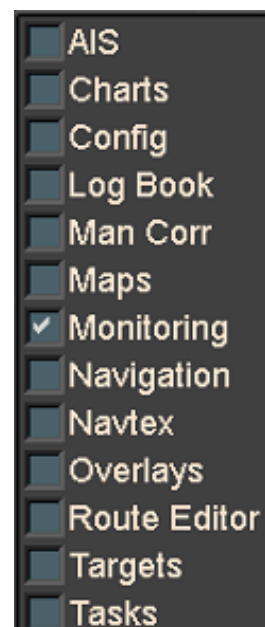 AIS
Charts
Config
Log Book
Man Corr
Maps
Monitoring
Navigation
Navtex
Overlays
Route Editor
Targets
Tasks